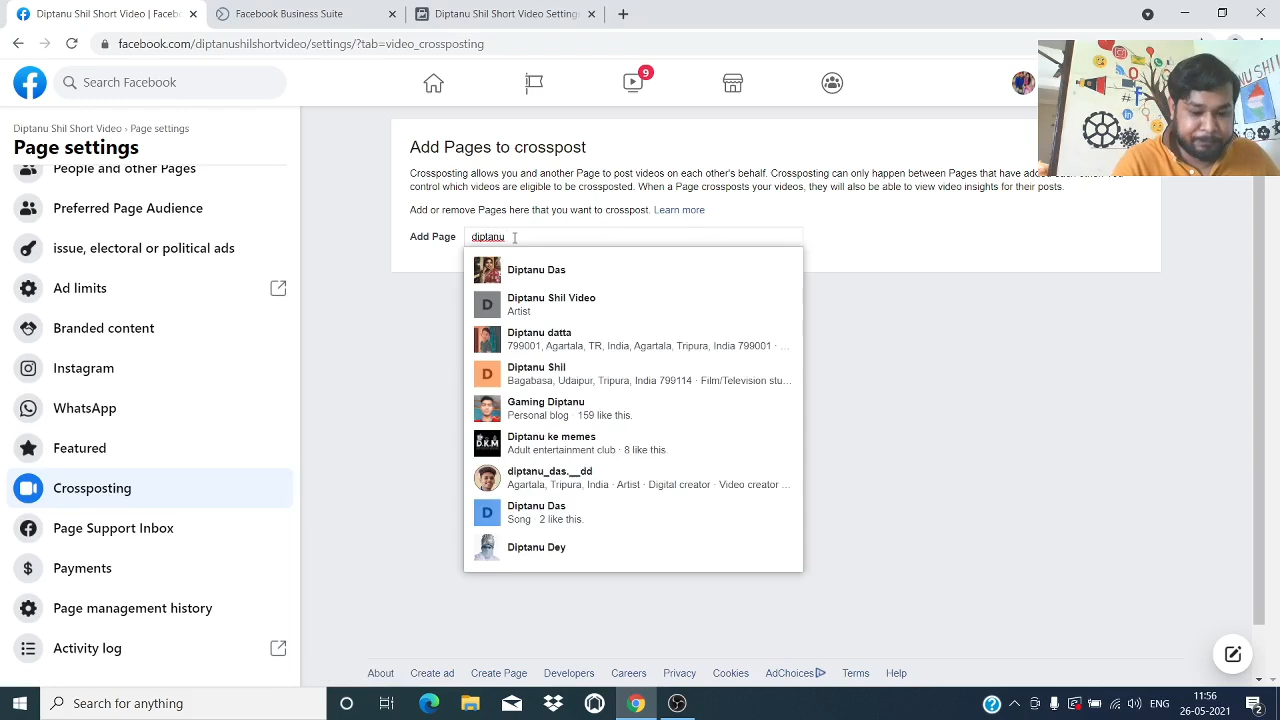 Diptanu Shil Short Video | Faceb
Facebook Business Suite
Diptanu Shil Short Video Setting
facebook.com/diptanushilshortvideo/settings/?tab=video_crossposting
Search Facebook
9
Diptanu Shil Short Video › Page settings
Page settings
People and other Pages
Preferred Page Audience
issue, electoral or political ads
Ad limits
Branded content
Instagram
WhatsApp
Featured
Crossposting
Page Support Inbox
Payments
Page management history
Activity log
Add Pages to crosspost
Crossposting allows you and another Page to post videos on each other's behalf. Crossposting can only happen between Pages that have
control which videos are eligible to be crossposted. When a Page crossposts your videos, they will also be able to view video insights for their posts.
Add or remove Pages here that you want to crosspost. Learn more
Add Page diptanu
Diptanu Das
D Diptanu Shil Video
Artist
Diptanu datta
799001, Agartala, TR, India, Agartala, Tripura, India 799001 · ...
D Diptanu Shil
Bagabasa, Udaipur, Tripura, India 799114 · Film/Television stu...
Gaming Diptanu
Personal blog · 159 like this.
D.K.M Diptanu ke memes
Adult entertainment club · 8 like this.
diptanu_das.__dd
Agartala, Tripura, India · Artist · Digital creator · Video creator ...
D Diptanu Das
Song · 2 like this.
Diptanu Dey
About Create ad Create Page Developers Careers Privacy Cookies AdChoices Terms Help
Search for anything
ENG
11:56
26-05-2021
2